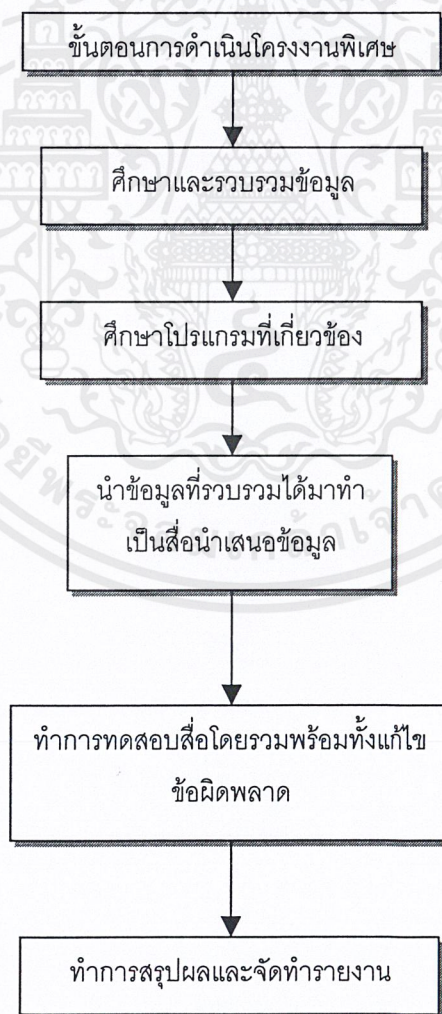 ขั้นตอนการดำเนินโครงงานพิเศษ
ศึกษาและรวบรวมข้อมูล
ศึกษาโปรแกรมที่เกี่ยวข้อง
นำข้อมูลที่รวบรวมได้มาทำ
เป็นสื่อนำเสนอข้อมูล
ทำการทดสอบสื่อโดยรวมพร้อมทั้งแก้ไข
ข้อผิดพลาด
ทำการสรุปผลและจัดทำรายงาน